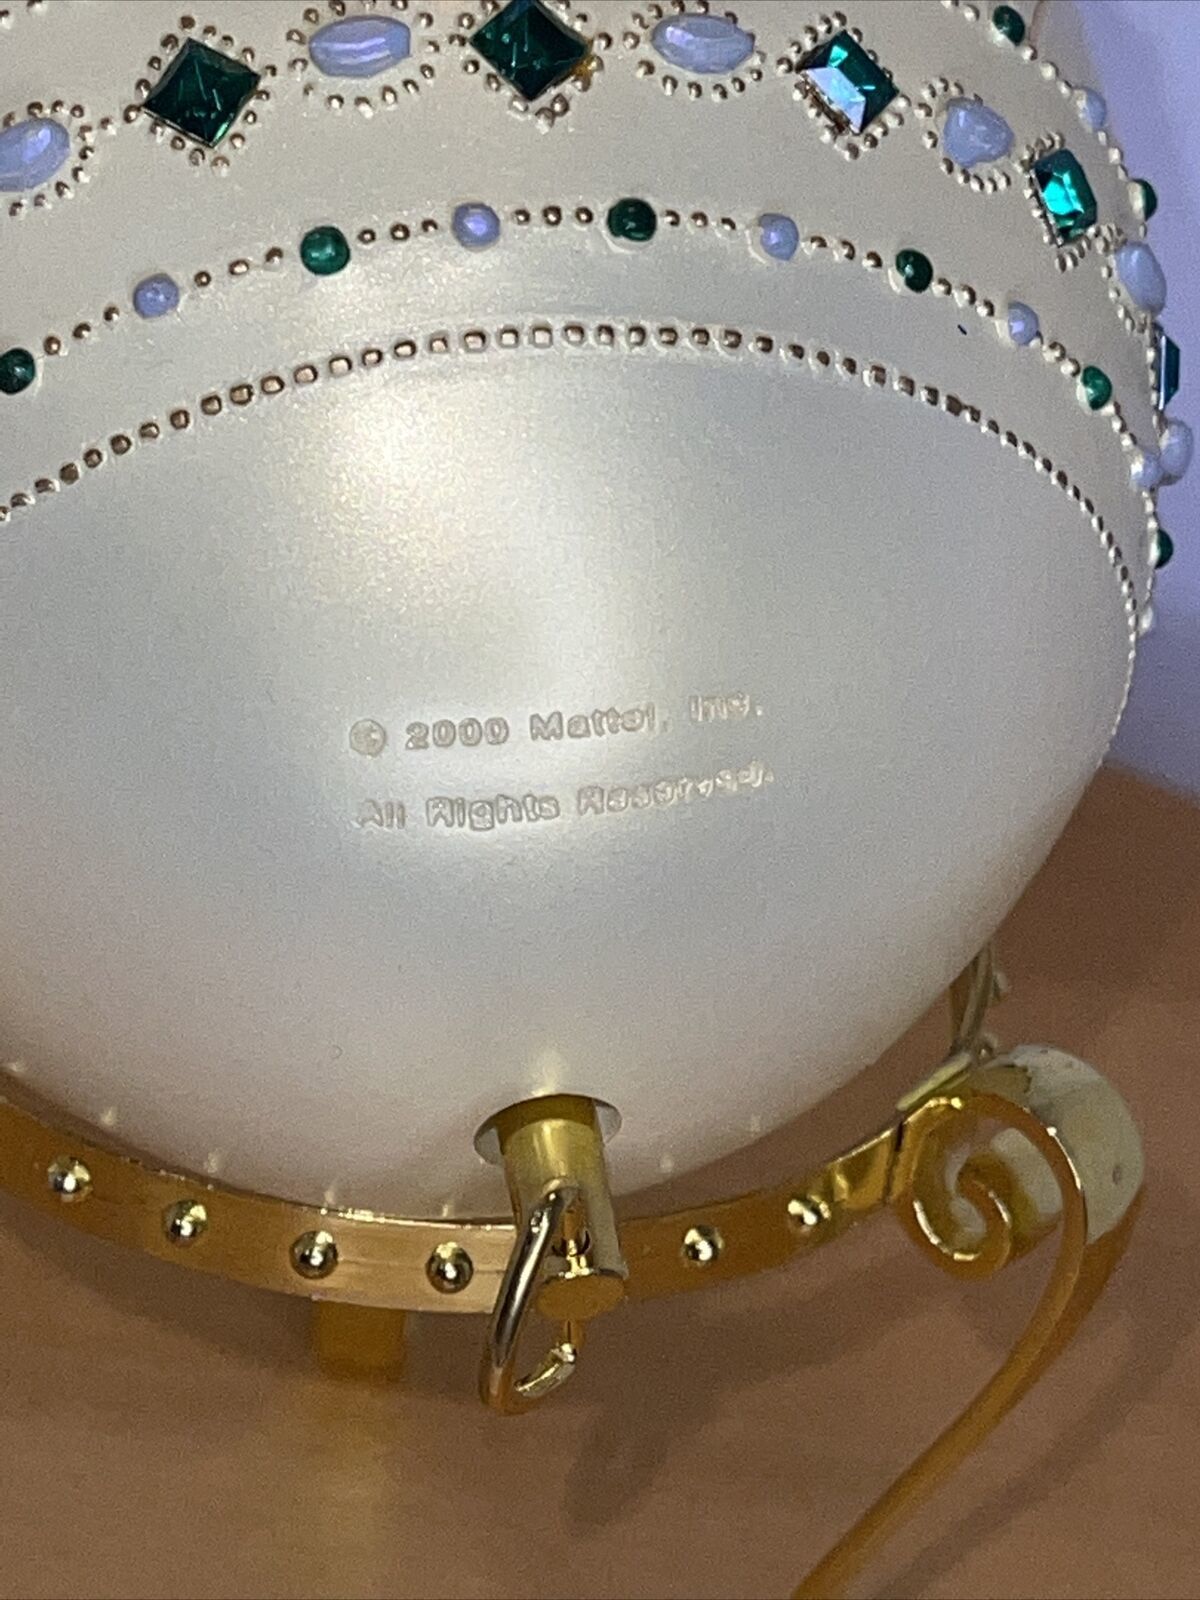 © 2000 Mattel, Inc.
All Rights Reserved.